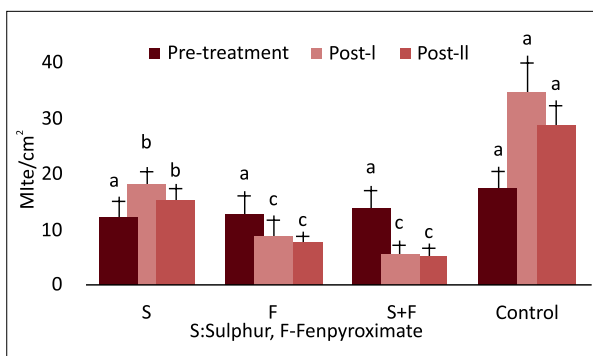 40
30
20
10
0
MIte/cm²
Pre-treatment Post-I Post-II
a b b
a c c
a c c
a a a
S F S+F Control
S:Sulphur, F-Fenpyroximate